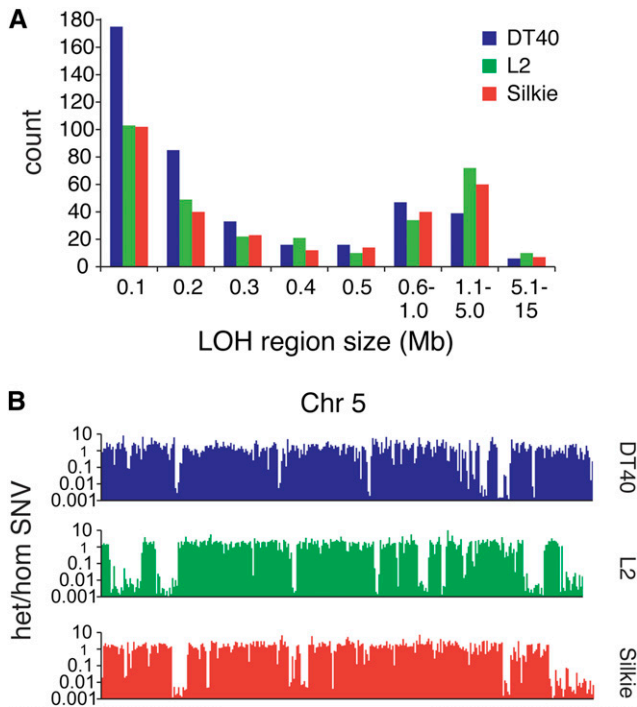 A
180
160
140
120
100
80
60
40
20
0
count
DT40
L2
Silkie
0.1 0.2 0.3 0.4 0.5 0.6-1.0 1.1-5.0 5.1-15
LOH region size (Mb)
B
Chr 5
het/hom SNV
10
1
0.1
0.01
0.001
DT40
10
1
0.1
0.01
0.001
L2
10
1
0.1
0.01
0.001
Silkie